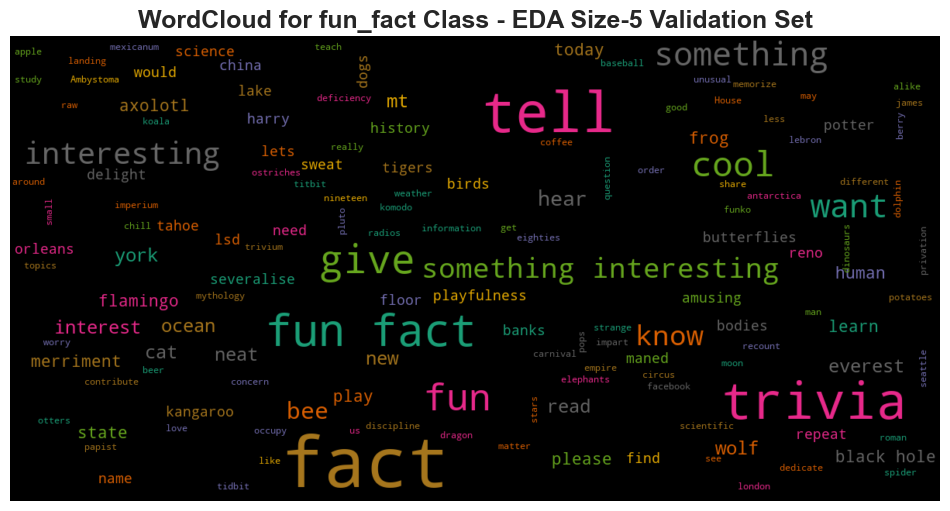 WordCloud for fun_fact Class - EDA Size-5 Validation Set
apple landing mexicanum science today something teach
study Ambystoma would china dogs baseball unusual memorize alike
raw axolotl lake deficiency mt tell good House may james
koala harry history coffee less frog potter berry
interesting lets really sweat tigers cool lebron
delight ostriches titbit birds question order share different dolphin
around nineteen weather komodo hear antarctica want
small imperium chill tahoe need pluto information get funko
orleans york lsd trivium radios eighties butterflies reno dinosaurs privation
topics severalise give something interesting human
flamingo mythology floor playfulness amusing potatoes
interest ocean fun fact banks strange know bodies man learn
worry merriment cat neat new carnival pops impart maned recount moon everest seattle
contribute beer concern empire circus facebook elephants
otters kangaroo bee play fun stars read trivia
state love occupy us discipline dragon scientific repeat roman
papist fact matter wolf black hole
name tidbit like please find see dedicate spider
london